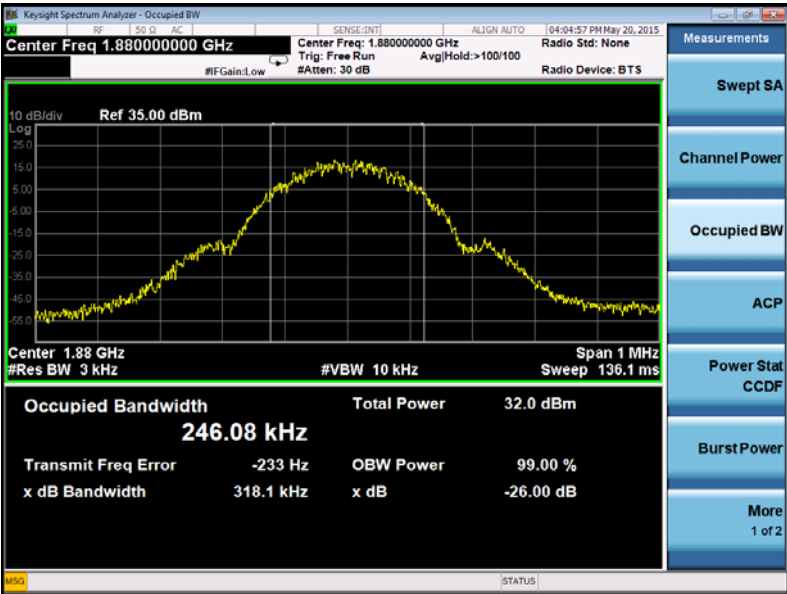 Keysight Spectrum Analyzer - Occupied BW
LXI RF 50 Ω AC SENSE:INT ALIGN AUTO 04:04:57 PM May 20, 2015
Center Freq 1.880000000 GHz Center Freq: 1.880000000 GHz Radio Std: None
Trig: Free Run Avg|Hold:>100/100
#IFGain:Low #Atten: 30 dB Radio Device: BTS
10 dB/div Ref 35.00 dBm
Log
25.0
15.0
5.00
-5.00
-15.0
-25.0
-35.0
-45.0
-55.0
Center 1.88 GHz Span 1 MHz
#Res BW 3 kHz #VBW 10 kHz Sweep 136.1 ms
Occupied Bandwidth Total Power 32.0 dBm
246.08 kHz
Transmit Freq Error -233 Hz OBW Power 99.00 %
x dB Bandwidth 318.1 kHz x dB -26.00 dB
MSG STATUS
Measurements
Swept SA
Channel Power
Occupied BW
ACP
Power Stat
CCDF
Burst Power
More
1 of 2